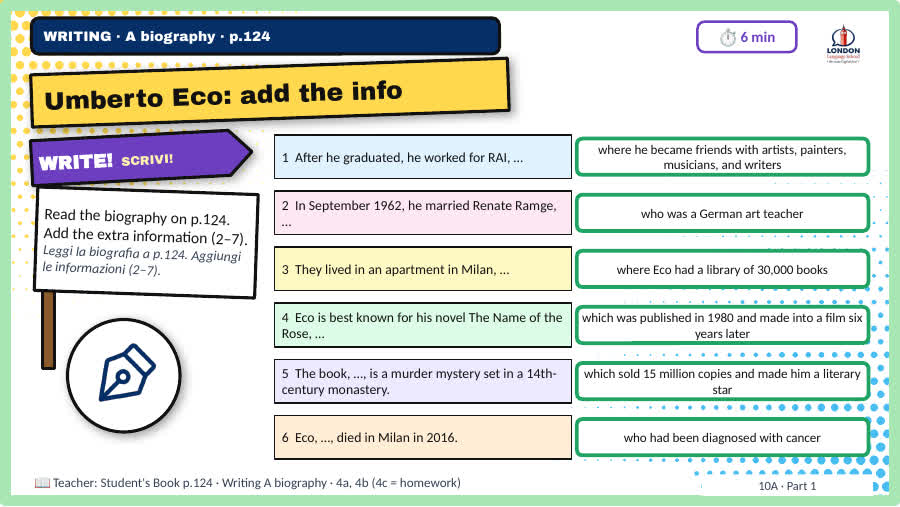 WRITING · A biography · p.124
⏱️ 6 min
LONDON
Language School
Umberto Eco: add the info
WRITE! SCRIVI!
Read the biography on p.124.
Add the extra information (2–7).
Leggi la biografia a p.124. Aggiungi
le informazioni (2–7).
1 After he graduated, he worked for RAI, ...
where he became friends with artists, painters,
musicians, and writers
2 In September 1962, he married Renate Ramge,
...
who was a German art teacher
3 They lived in an apartment in Milan, ...
where Eco had a library of 30,000 books
4 Eco is best known for his novel The Name of the
Rose, ...
which was published in 1980 and made into a film six
years later
5 The book, ..., is a murder mystery set in a 14th-
century monastery.
which sold 15 million copies and made him a literary
star
6 Eco, ..., died in Milan in 2016.
who had been diagnosed with cancer
📖 Teacher: Student's Book p.124 · Writing A biography · 4a, 4b (4c = homework)
10A · Part 1